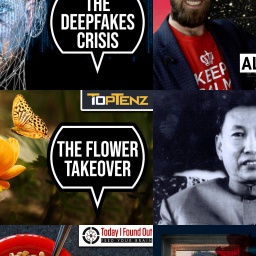 THE
DEEPFAKES
CRISIS
KEEP
AL
TOPTENZ
THE FLOWER
TAKEOVER
Today I Found Out
FEED YOUR BRAIN